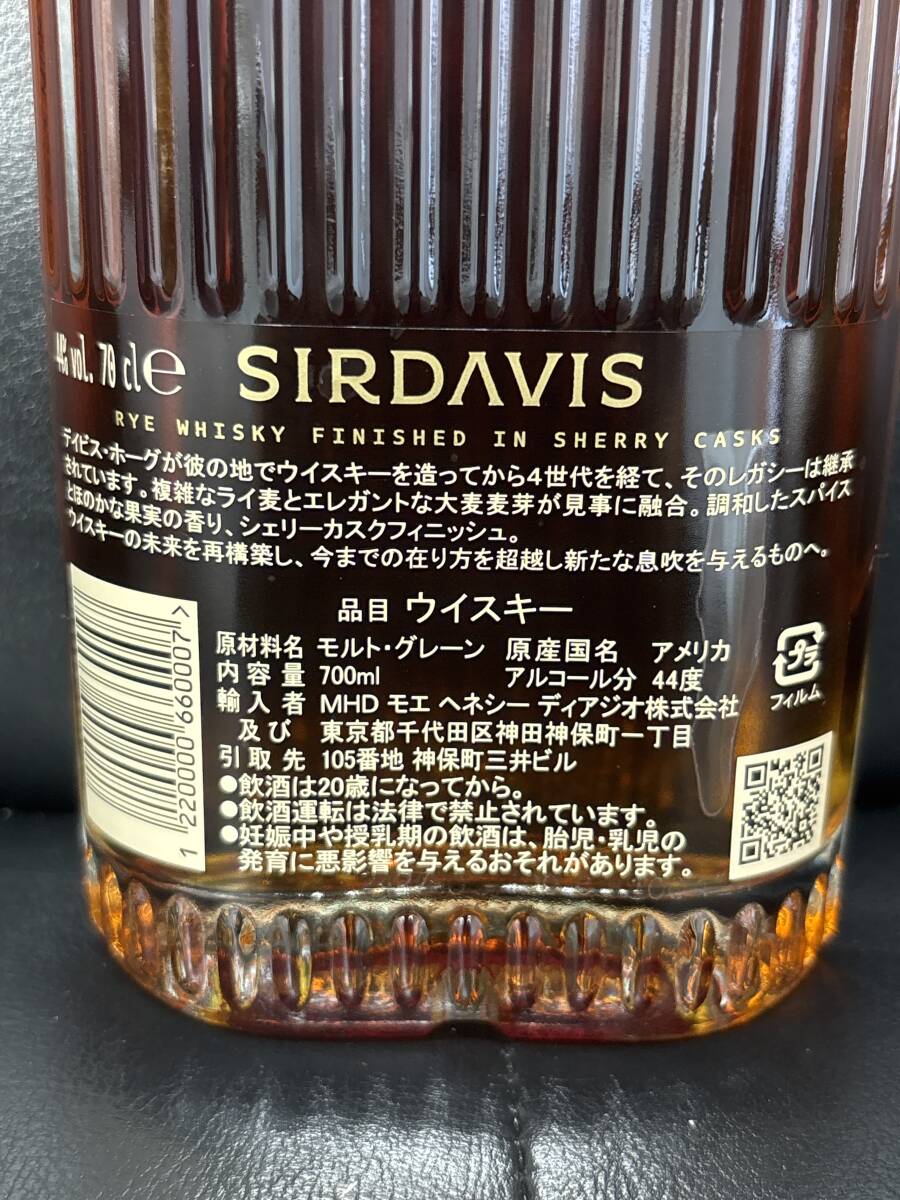 44% vol. 70 cl e SIRDAVIS
RYE WHISKY FINISHED IN SHERRY CASKS
デイビス・ホーグが彼の地でウイスキーを造ってから4世代を経て、そのレガシーは継承
されています。複雑なライ麦とエレガントな大麦麦芽が見事に融合。調和したスパイス
とほのかな果実の香り、シェリーカスクフィニッシュ。
ウイスキーの未来を再構築し、今までの在り方を超越し新たな息吹を与えるものへ。
品目 ウイスキー
原材料名 モルト・グレーン 原産国名 アメリカ
内容量 700ml アルコール分 44度
輸入者 MHD モエ ヘネシー ディアジオ株式会社
及び 東京都千代田区神田神保町一丁目
引取先 105番地 神保町三井ビル
●飲酒は20歳になってから。
●飲酒運転は法律で禁止されています。
●妊娠中や授乳期の飲酒は、胎児・乳児の
発育に悪影響を与えるおそれがあります。
プラ
フィルム
1 22000 66000 7 >